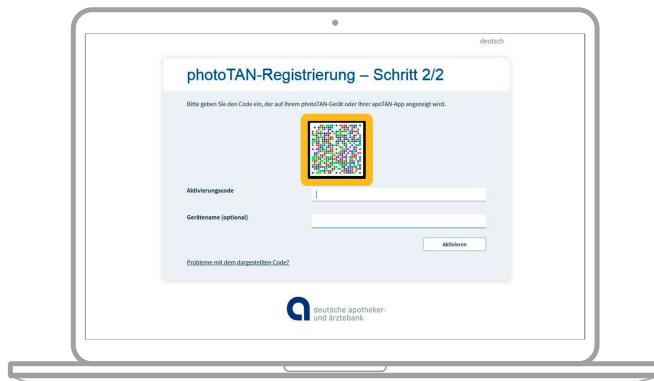 deutsch
photoTAN-Registrierung – Schritt 2/2
Bitte geben Sie den Code ein, der auf Ihrem photoTAN-Gerät oder Ihrer apoTAN-App angezeigt wird.
Aktivierungscode
Gerätename (optional)
Aktivieren
Probleme mit dem dargestellten Code?
deutsche apotheker-
und ärztebank